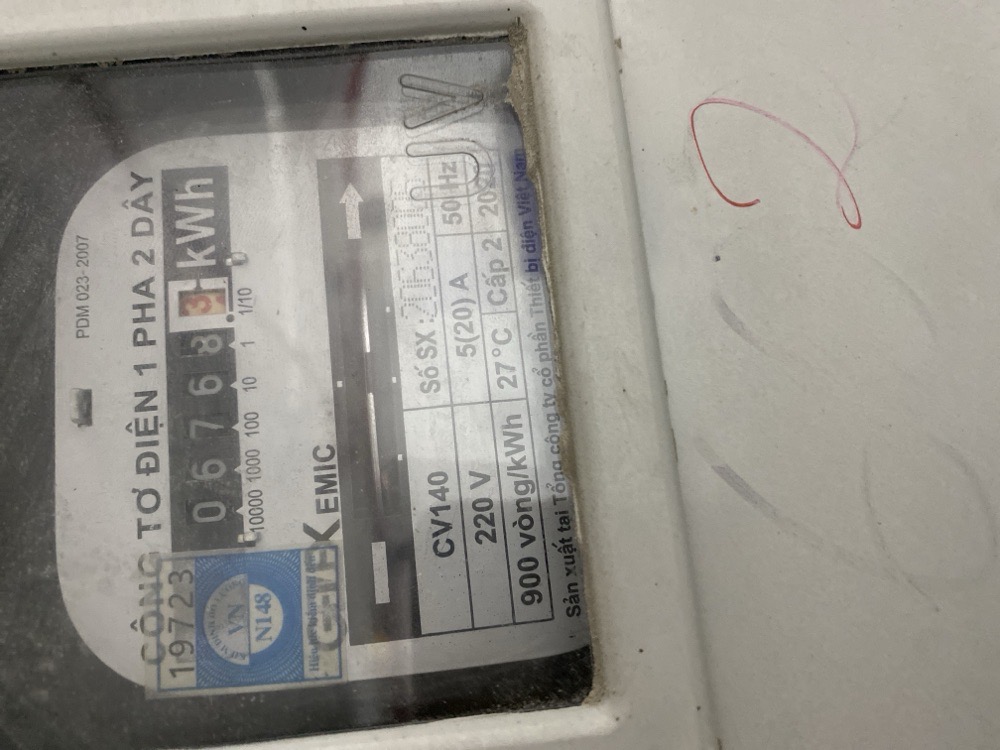 PDM 023-2007
CÔNG TƠ ĐIỆN 1 PHA 2 DÂY
19723
VN
N148
0 6 7 6 8 3 kWh
10000 1000 100 10 1 1/10
EMIC
CV140
Số SX:
220 V
5(20) A
50 Hz
900 vòng/kWh
27°C
Cấp 2
Sản xuất tại Tổng công ty cổ phần Thiết bị điện Việt Nam
2